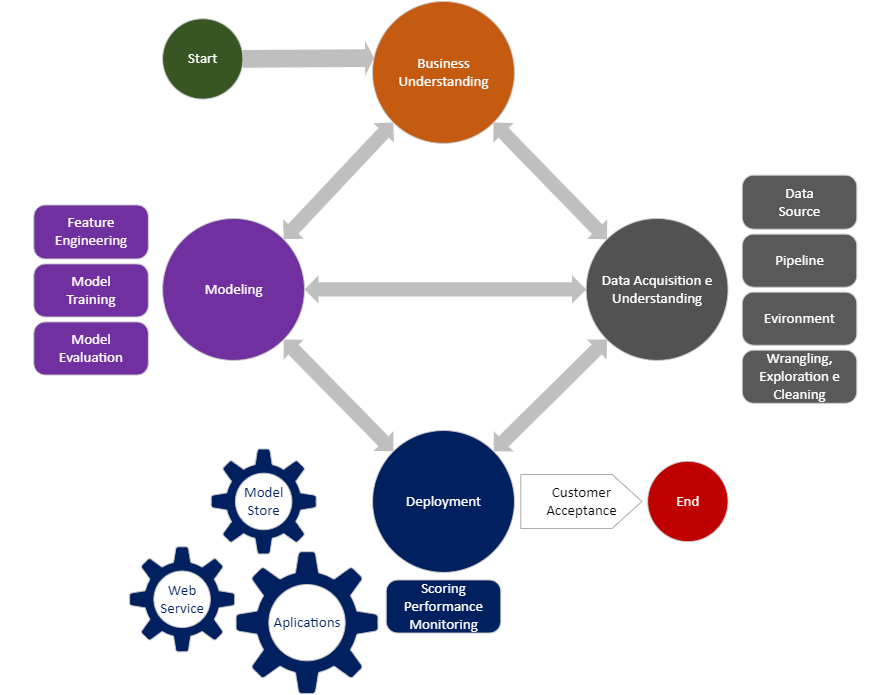 Start
Business
Understanding
Feature
Engineering
Model
Training
Model
Evaluation
Modeling
Data Acquisition e
Understanding
Data
Source
Pipeline
Evironment
Wrangling,
Exploration e
Cleaning
Model
Store
Web
Service
Aplications
Deployment
Scoring
Performance
Monitoring
Customer
Acceptance
End